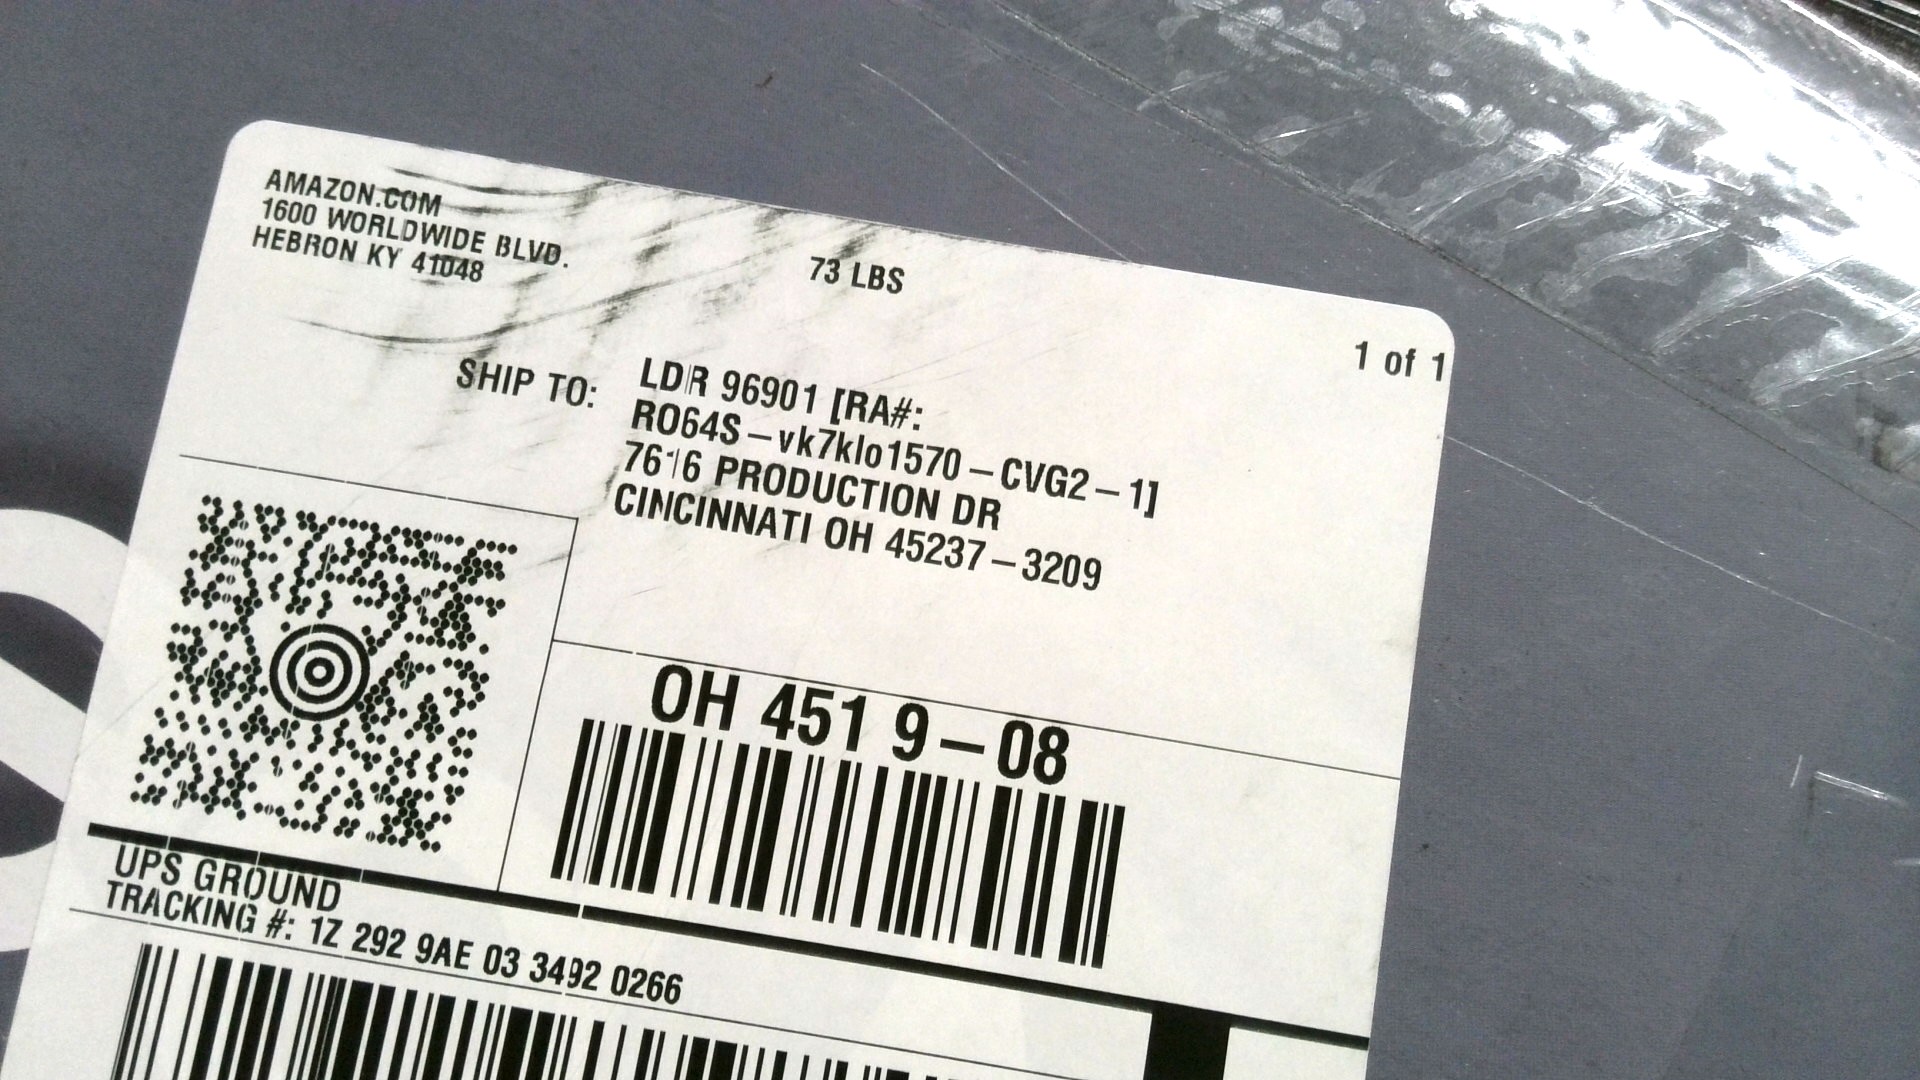 AMAZON.COM
1600 WORLDWIDE BLVD.
HEBRON KY 41048
73 LBS
1 of 1
SHIP TO:
LDR 96901 [RA#:
RO64S-vk7klo1570-CVG2-1]
7616 PRODUCTION DR
CINCINNATI OH 45237-3209
OH 451 9-08
UPS GROUND
TRACKING #: 1Z 292 9AE 03 3492 0266